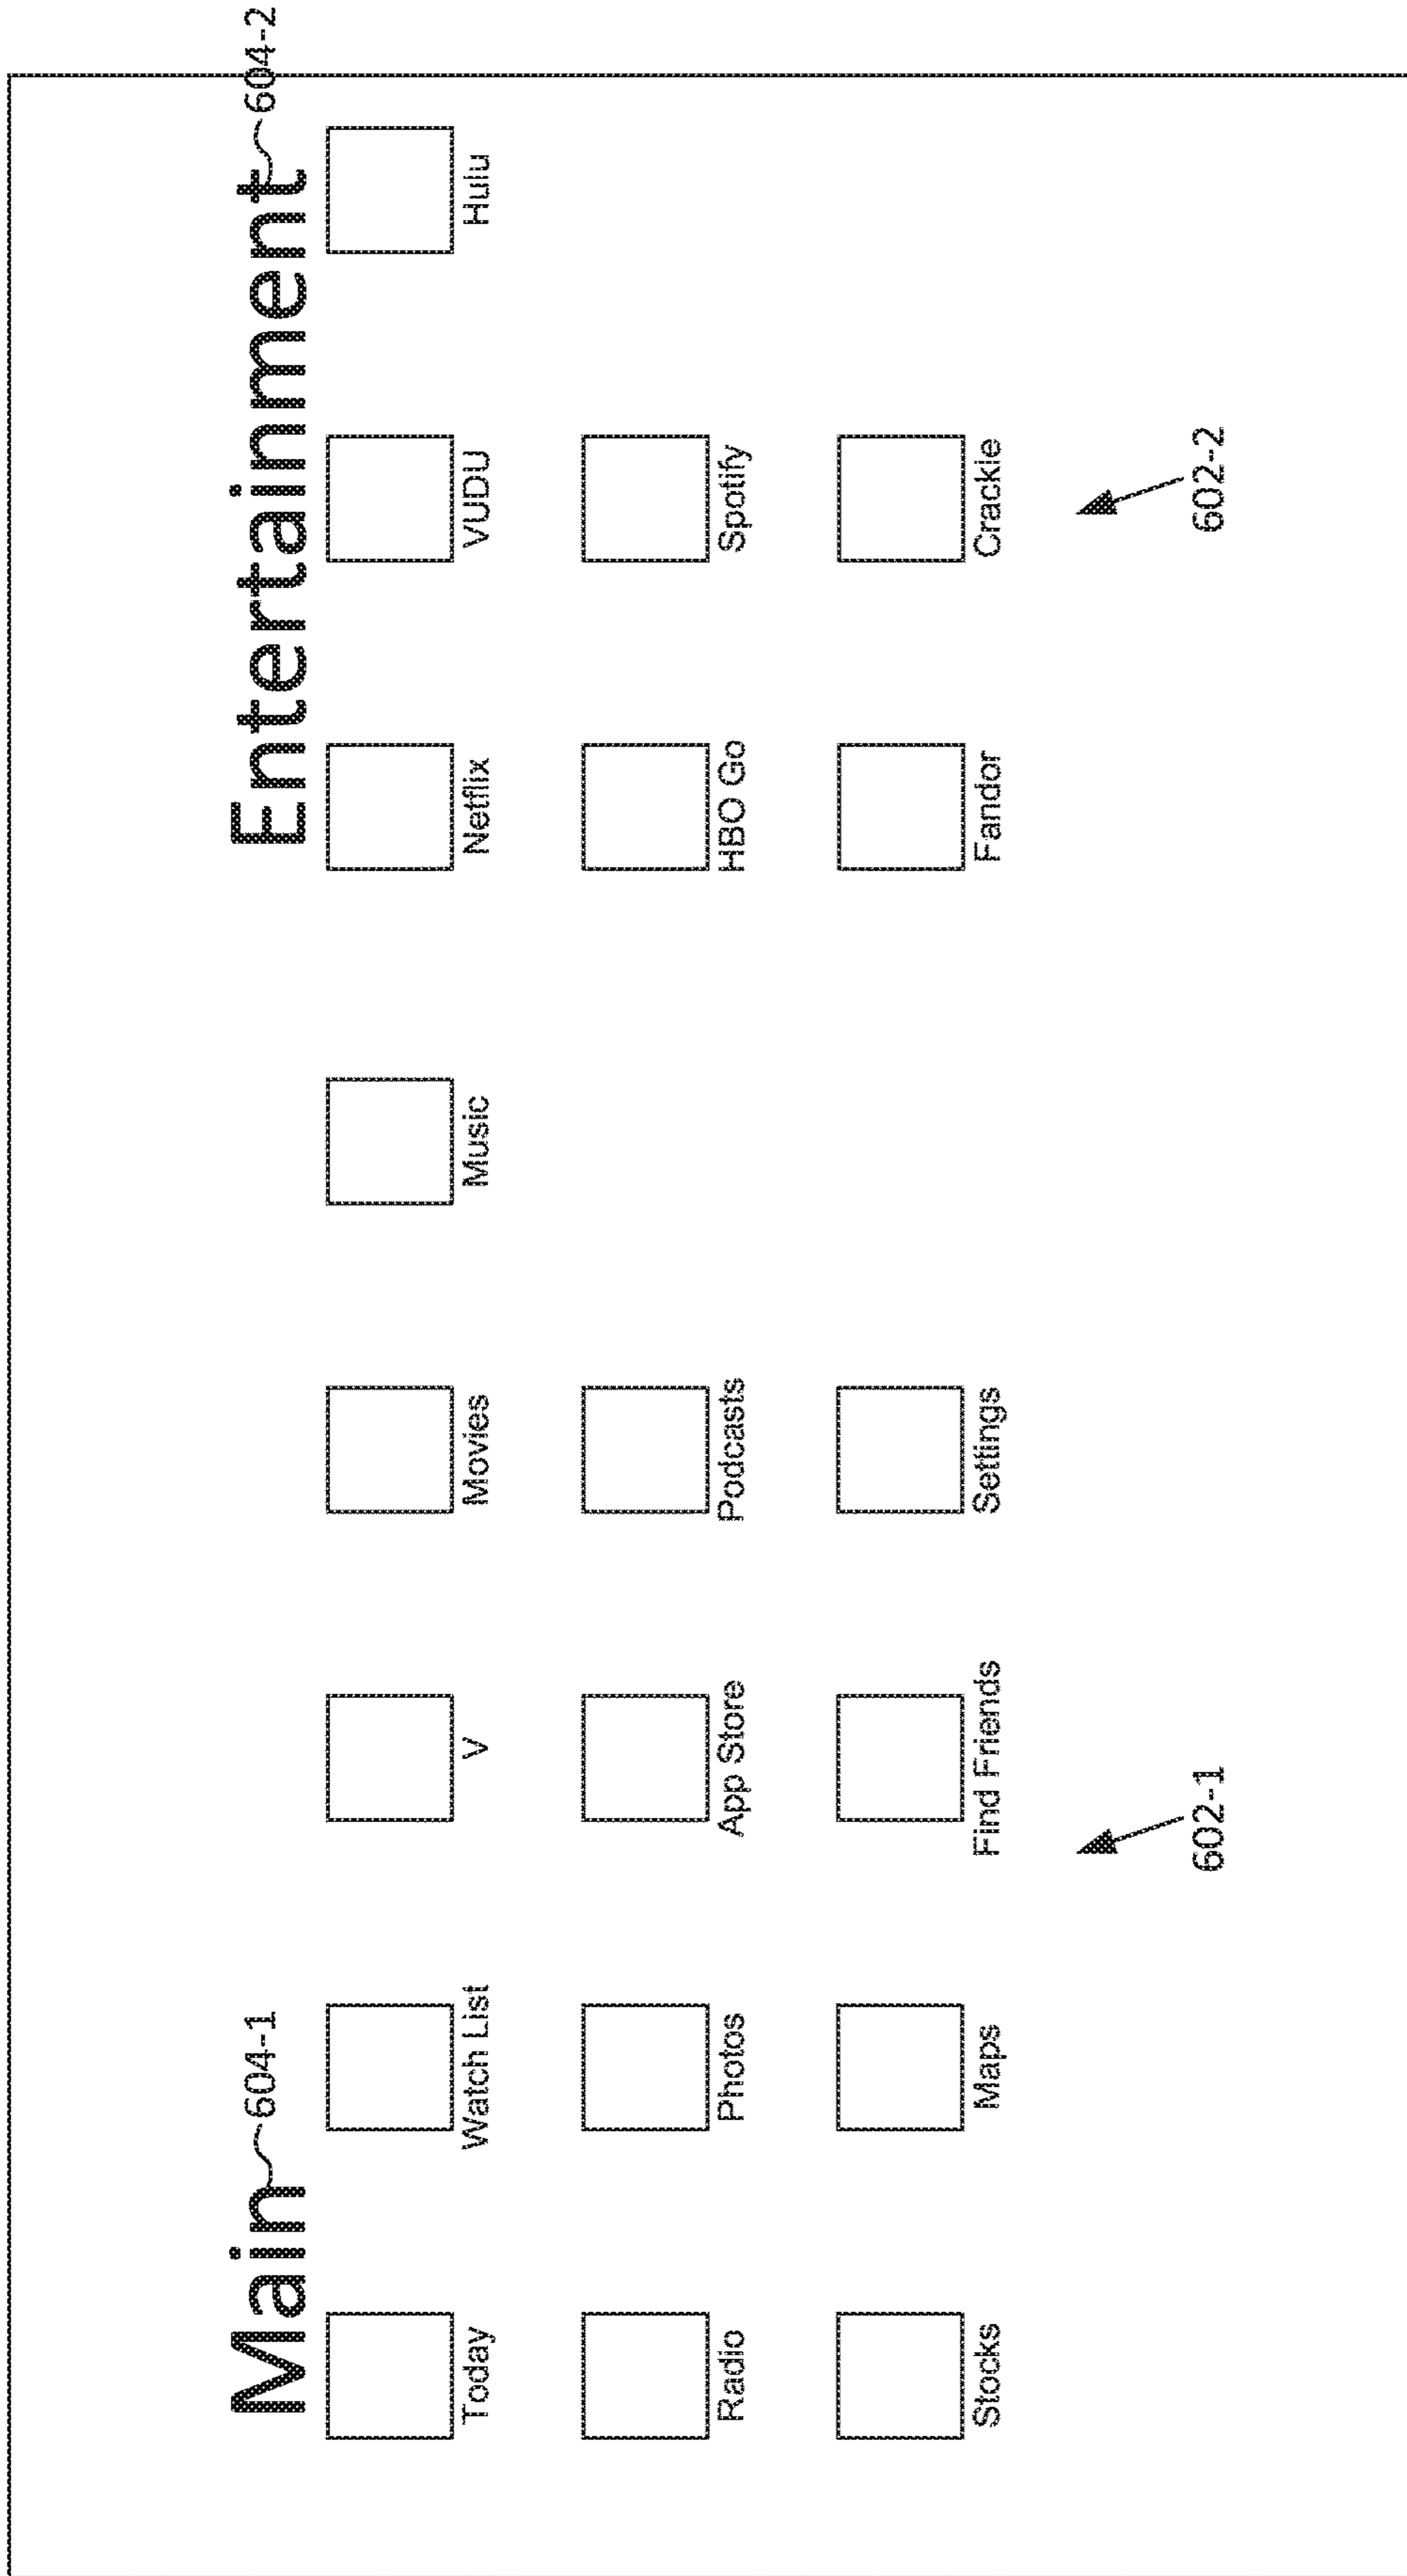 Main 604-1 Entertainment 604-2
Today Watch List V Movies Music Netflix VUDU Hulu
Radio Photos App Store Podcasts HBO Go Spotify
Stocks Maps Find Friends Settings Fandor Crackle
602-1 602-2